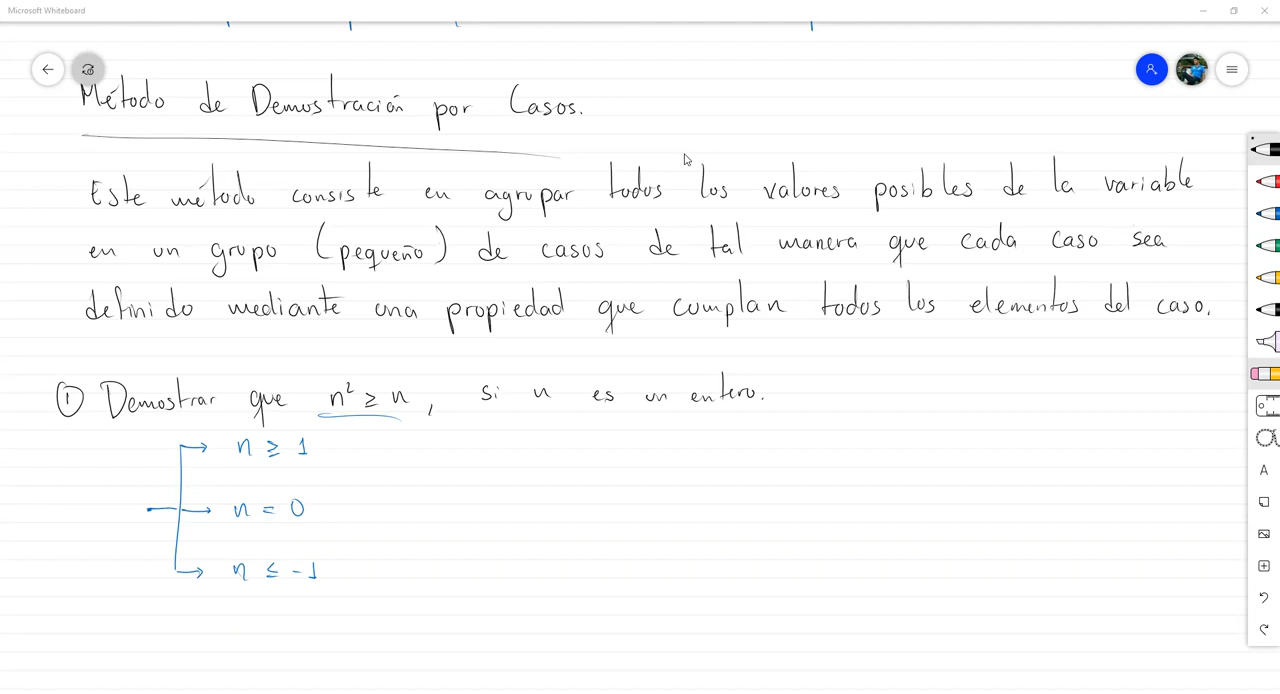 Microsoft Whiteboard
Método de Demostración por Casos.
Este método consiste en agrupar todos los valores posibles de la variable
en un grupo (pequeño) de casos de tal manera que cada caso sea
definido mediante una propiedad que cumplan todos los elementos del caso.
① Demostrar que n² ≥ n, si n es un entero.
→ n ≥ 1
→ n = 0
→ n ≤ -1
A